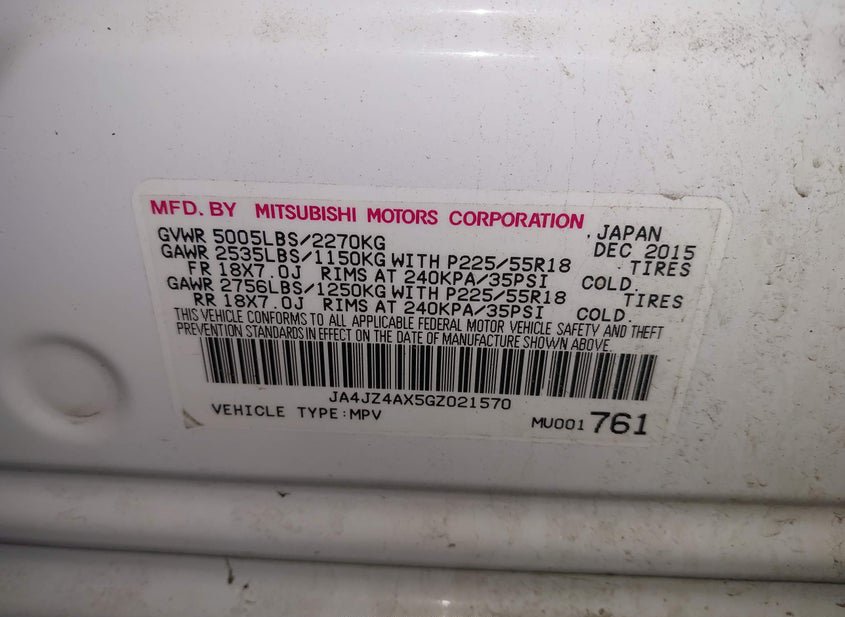 MFD. BY MITSUBISHI MOTORS CORPORATION
GVWR 5005LBS/2270KG .JAPAN DEC 2015
GAWR 2535LBS/1150KG WITH P225/55R18 TIRES
FR 18X7.0J RIMS AT 240KPA/35PSI COLD.
GAWR 2756LBS/1250KG WITH P225/55R18 TIRES
RR 18X7.0J RIMS AT 240KPA/35PSI COLD.
THIS VEHICLE CONFORMS TO ALL APPLICABLE FEDERAL MOTOR VEHICLE SAFETY AND THEFT
PREVENTION STANDARDS IN EFFECT ON THE DATE OF MANUFACTURE SHOWN ABOVE.
JA4JZ4AX5GZ021570
VEHICLE TYPE:MPV MU001761